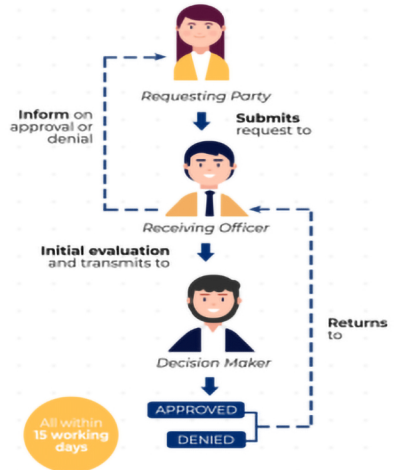 Requesting Party
Submits
request to
Inform on
approval or
denial
Receiving Officer
Initial evaluation
and transmits to
Decision Maker
Returns
to
APPROVED
DENIED
All within
15 working
days